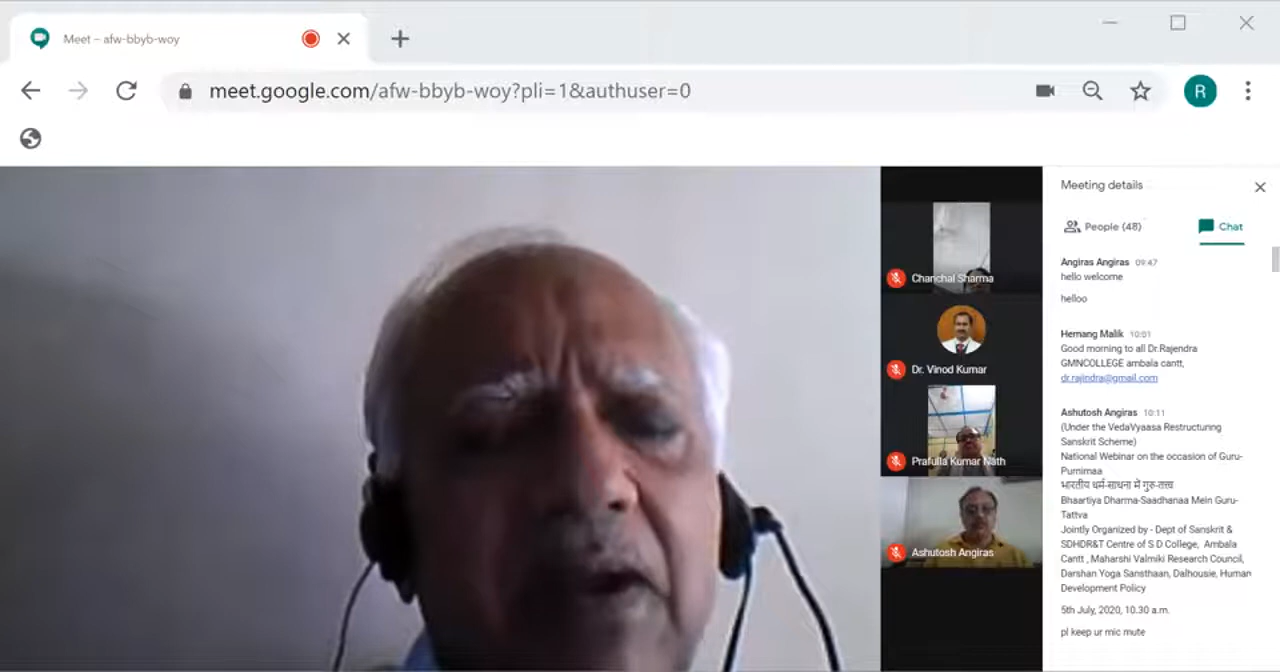 Meet – afw-bbyb-woy
meet.google.com/afw-bbyb-woy?pli=1&authuser=0
R
Chanchal Sharma
Dr. Vinod Kumar
Prafulla Kumar Nath
Ashutosh Angiras
Meeting details
People (48)
Chat
Angiras Angiras 09:47
hello welcome
helloo
Hemang Malik 10:01
Good morning to all Dr.Rajendra
GMNCOLLEGE ambala cantt,
dr.rajindra@gmail.com
Ashutosh Angiras 10:11
(Under the VedaVyaasa Restructuring
Sanskrit Scheme)
National Webinar on the occasion of Guru-
Purnimaa
भारतीय धर्म-साधना में गुरु-तत्त्व
Bhaartiya Dharma-Saadhanaa Mein Guru-
Tattva
Jointly Organized by - Dept of Sanskrit &
SDHDR&T Centre of S D College, Ambala
Cantt , Maharshi Valmiki Research Council,
Darshan Yoga Sansthaan, Dalhousie, Human
Development Policy
5th July, 2020, 10.30 a.m.
pl keep ur mic mute